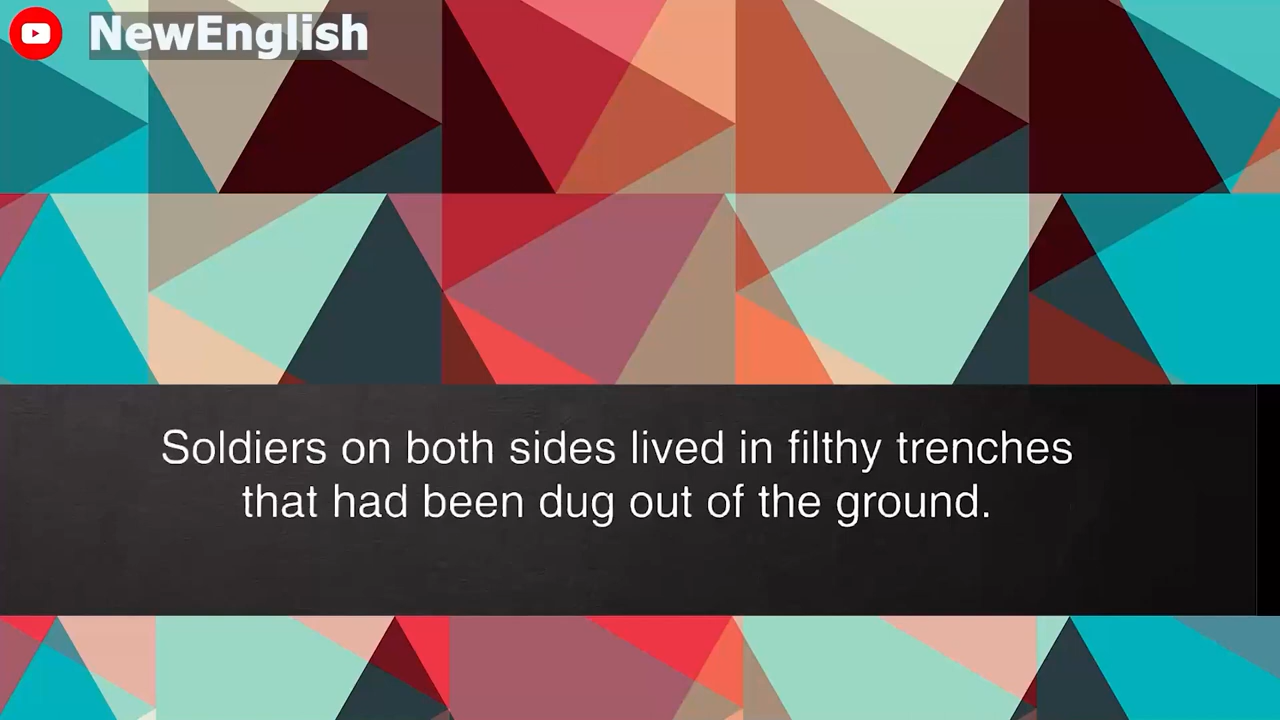 NewEnglish
Soldiers on both sides lived in filthy trenches
that had been dug out of the ground.